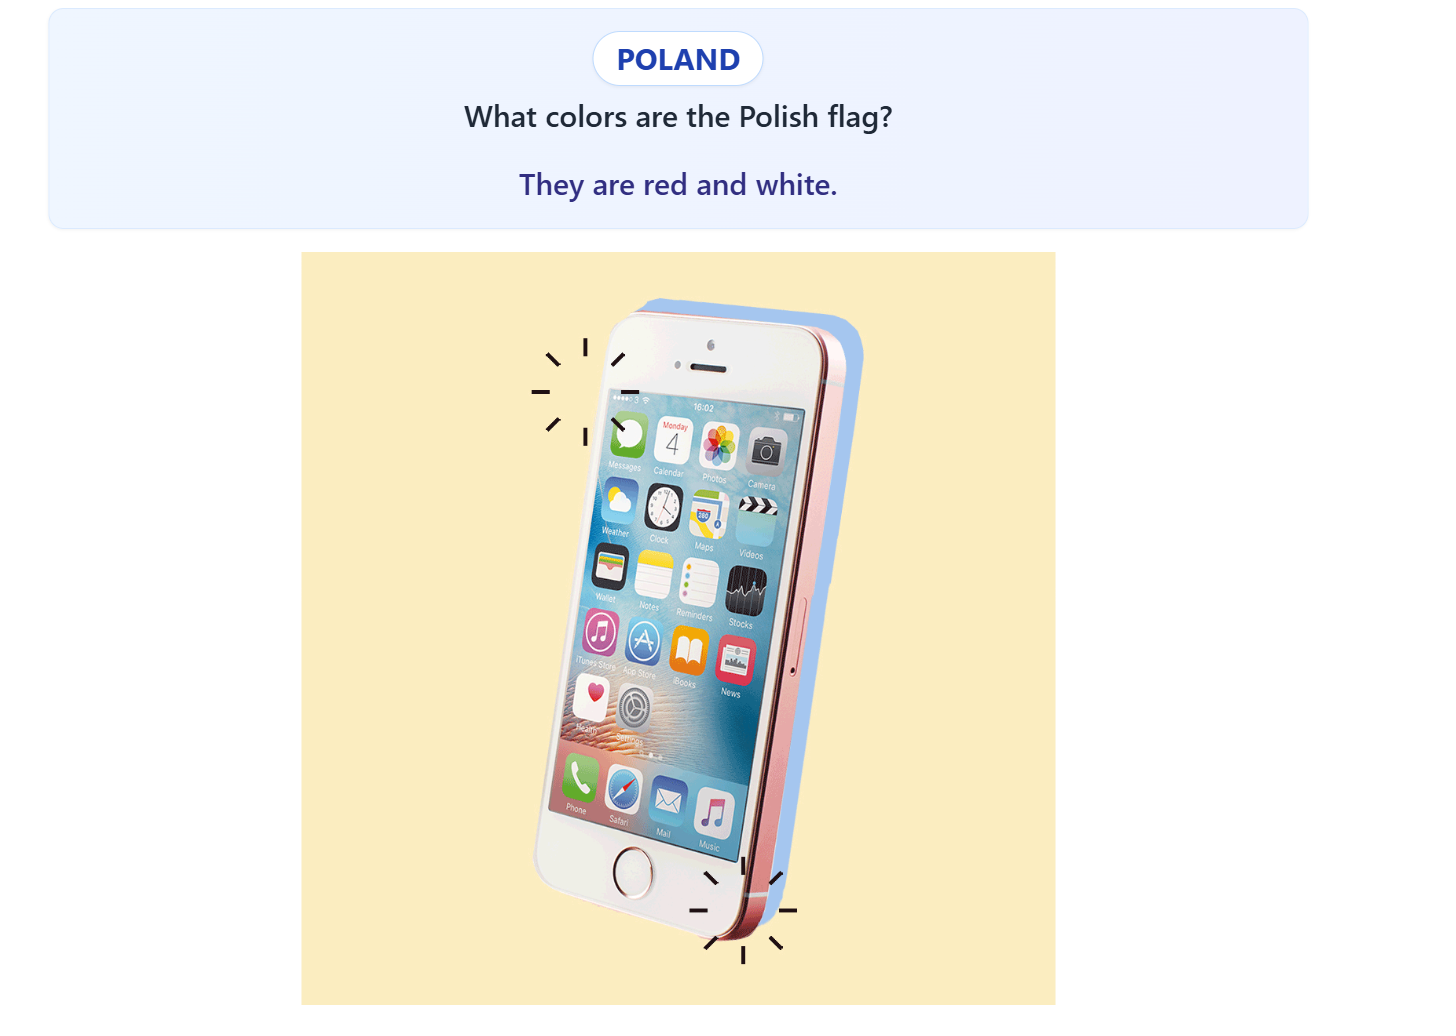 POLAND
What colors are the Polish flag?
They are red and white.
3 16:02
Messages Calendar Photos Camera
Monday
4
Weather Clock Maps Videos
280
Wallet Notes Reminders Stocks
iTunes Store App Store iBooks News
Health Settings
Phone Safari Mail Music